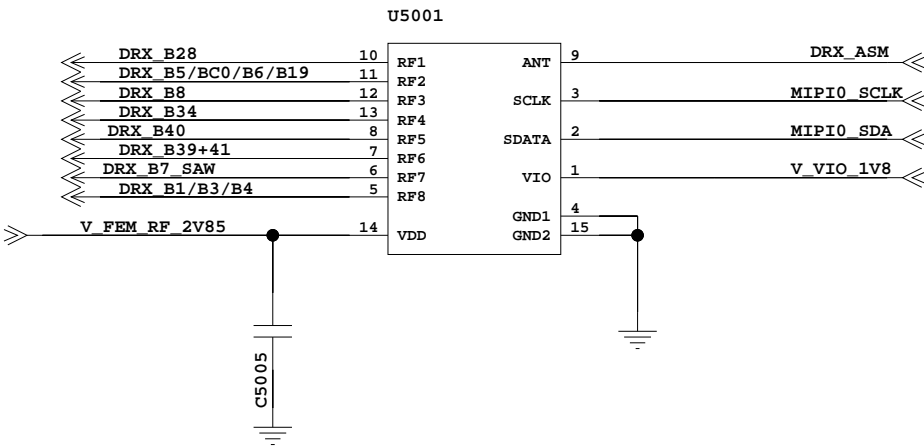 U5001
DRX_B28 10 RF1 ANT 9 DRX_ASM
DRX_B5/BC0/B6/B19 11 RF2
DRX_B8 12 RF3 SCLK 3 MIPI0_SCLK
DRX_B34 13 RF4
DRX_B40 8 RF5 SDATA 2 MIPI0_SDA
DRX_B39+41 7 RF6
DRX_B7_SAW 6 RF7 VIO 1 V_VIO_1V8
DRX_B1/B3/B4 5 RF8
GND1 4
V_FEM_RF_2V85 14 VDD GND2 15
C5005